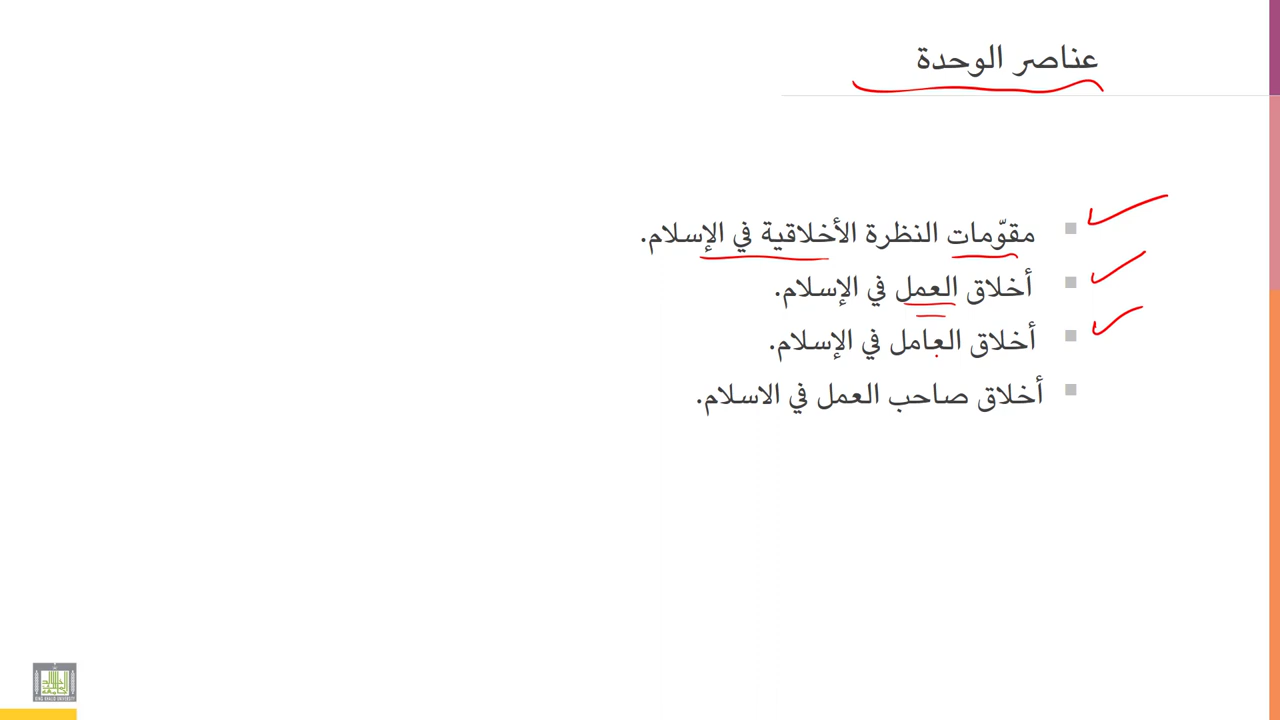 عناصر الوحدة
مقوّمات النظرة الأخلاقية في الإسلام.
أخلاق العمل في الإسلام.
أخلاق العامل في الإسلام.
أخلاق صاحب العمل في الاسلام.